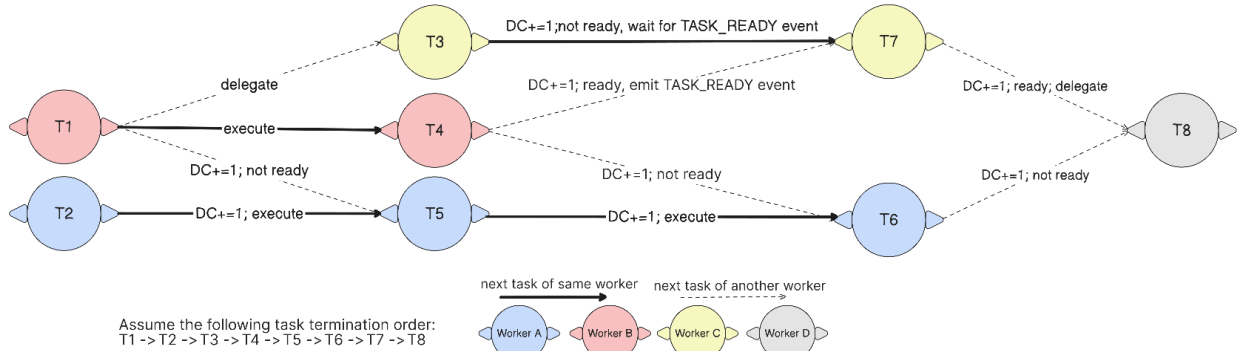 DC+=1;not ready, wait for TASK_READY event
T3
T7
delegate
DC+=1; ready, emit TASK_READY event
DC+=1; ready; delegate
T1
execute
T4
T8
DC+=1; not ready
DC+=1; not ready
DC+=1; not ready
T2
DC+=1; execute
T5
DC+=1; execute
T6
next task of same worker
next task of another worker
Assume the following task termination order:
T1 -> T2 -> T3 -> T4 -> T5 -> T6 -> T7 -> T8
Worker A
Worker B
Worker C
Worker D